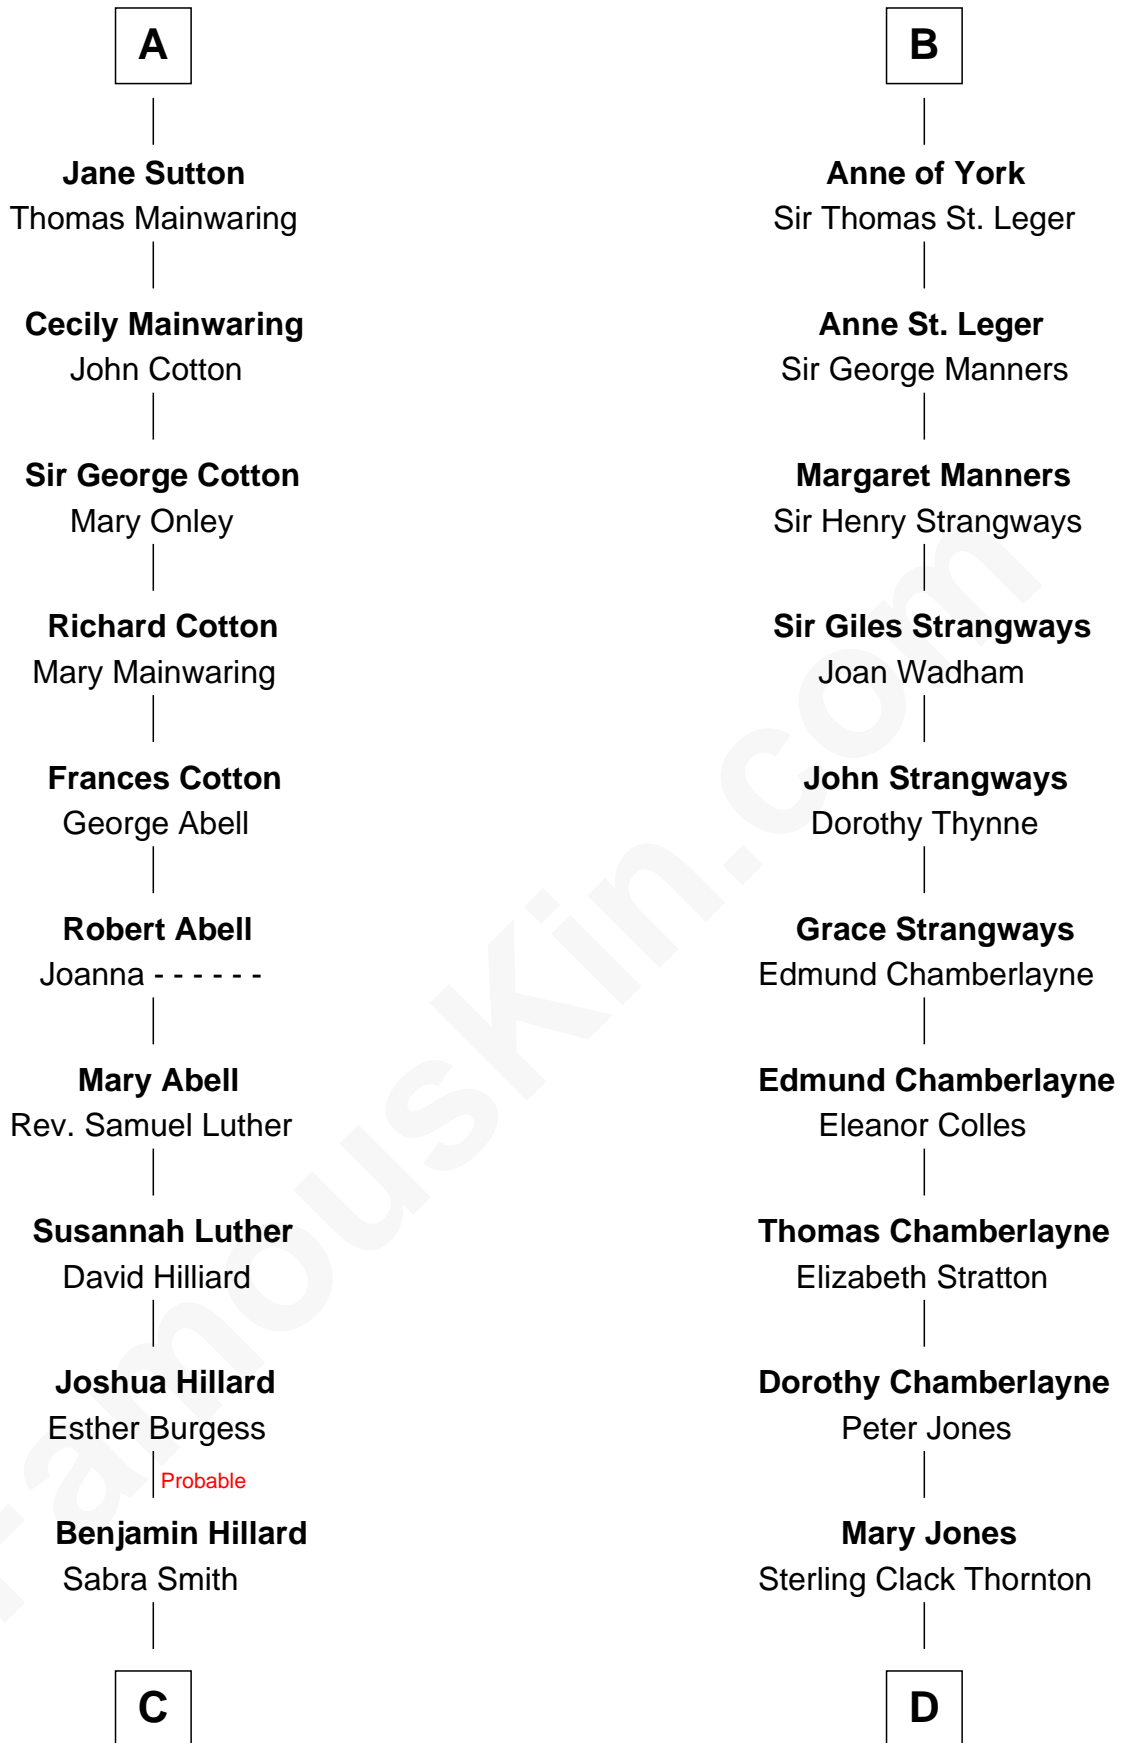 A
Jane Sutton
Thomas Mainwaring
Cecily Mainwaring
John Cotton
Sir George Cotton
Mary Onley
Richard Cotton
Mary Mainwaring
Frances Cotton
George Abell
Robert Abell
Joanna - - - - - -
Mary Abell
Rev. Samuel Luther
Susannah Luther
David Hilliard
Joshua Hillard
Esther Burgess
Probable
Benjamin Hillard
Sabra Smith
C
B
Anne of York
Sir Thomas St. Leger
Anne St. Leger
Sir George Manners
Margaret Manners
Sir Henry Strangways
Sir Giles Strangways
Joan Wadham
John Strangways
Dorothy Thynne
Grace Strangways
Edmund Chamberlayne
Edmund Chamberlayne
Eleanor Colles
Thomas Chamberlayne
Elizabeth Stratton
Dorothy Chamberlayne
Peter Jones
Mary Jones
Sterling Clack Thornton
D
FamousKin.com